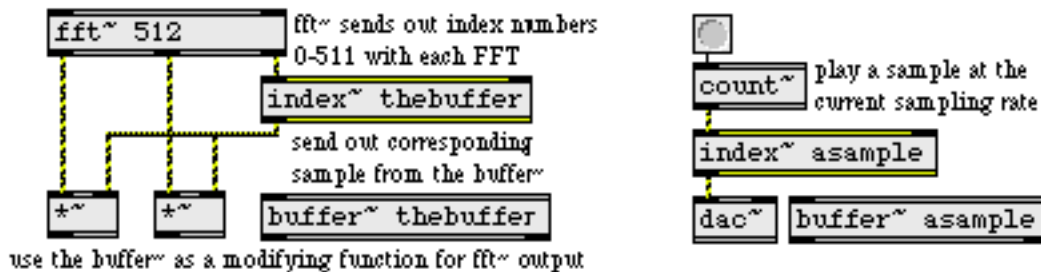 fft~ 512
fft~ sends out index numbers
0-511 with each FFT
index~ thebuffer
send out corresponding
sample from the buffer~
*~
*~
buffer~ thebuffer
use the buffer~ as a modifying function for fft~ output
count~
play a sample at the
current sampling rate
index~ asample
dac~
buffer~ asample